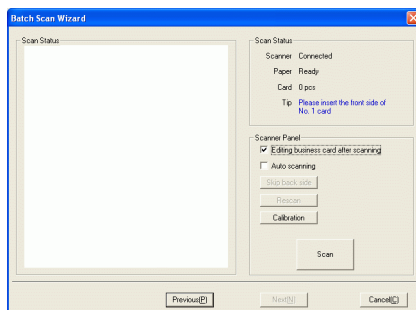 Batch Scan Wizard
Scan Status
Scan Status
Scanner Connected
Paper Ready
Card 0 pcs
Tip Please insert the front side of
No. 1 card
Scanner Panel
Editing business card after scanning
Auto scanning
Skip back side
Rescan
Calibration
Scan
Previous(P)
Next(N)
Cancel(C)